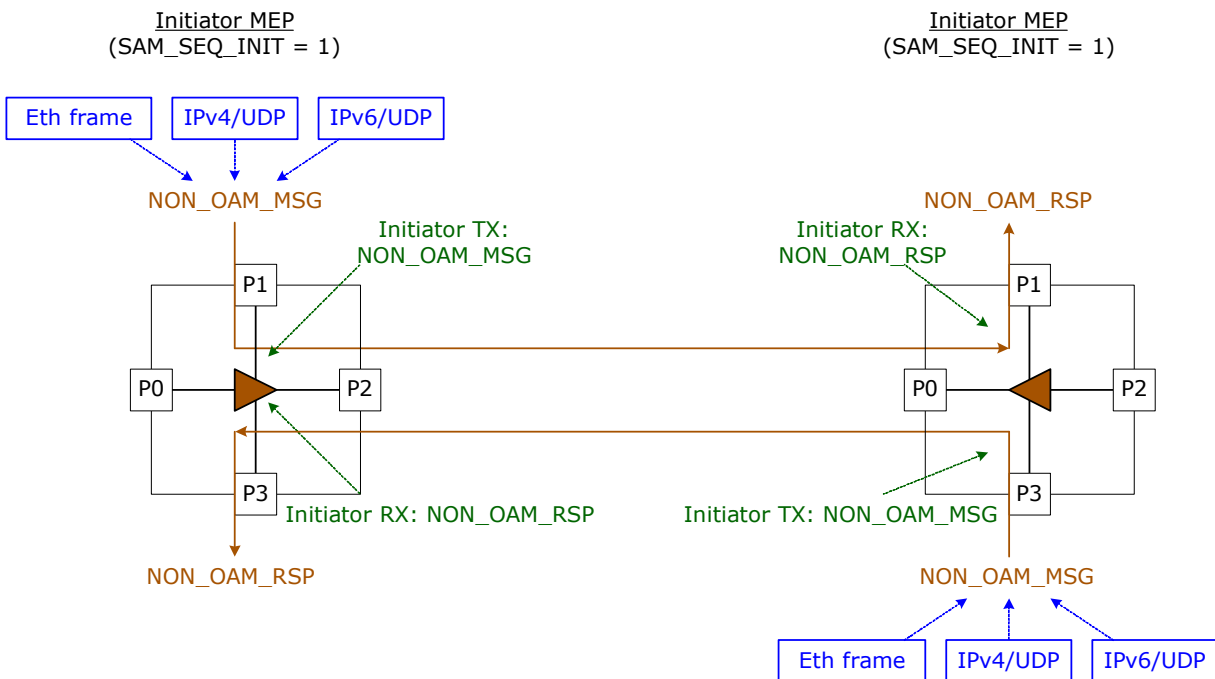 Initiator MEP
(SAM_SEQ_INIT = 1)
Initiator MEP
(SAM_SEQ_INIT = 1)
Eth frame
IPv4/UDP
IPv6/UDP
NON_OAM_MSG
NON_OAM_RSP
Initiator TX:
NON_OAM_MSG
Initiator RX:
NON_OAM_RSP
P1
P1
P0
P2
P0
P2
P3
P3
Initiator RX: NON_OAM_RSP
Initiator TX: NON_OAM_MSG
NON_OAM_RSP
NON_OAM_MSG
Eth frame
IPv4/UDP
IPv6/UDP